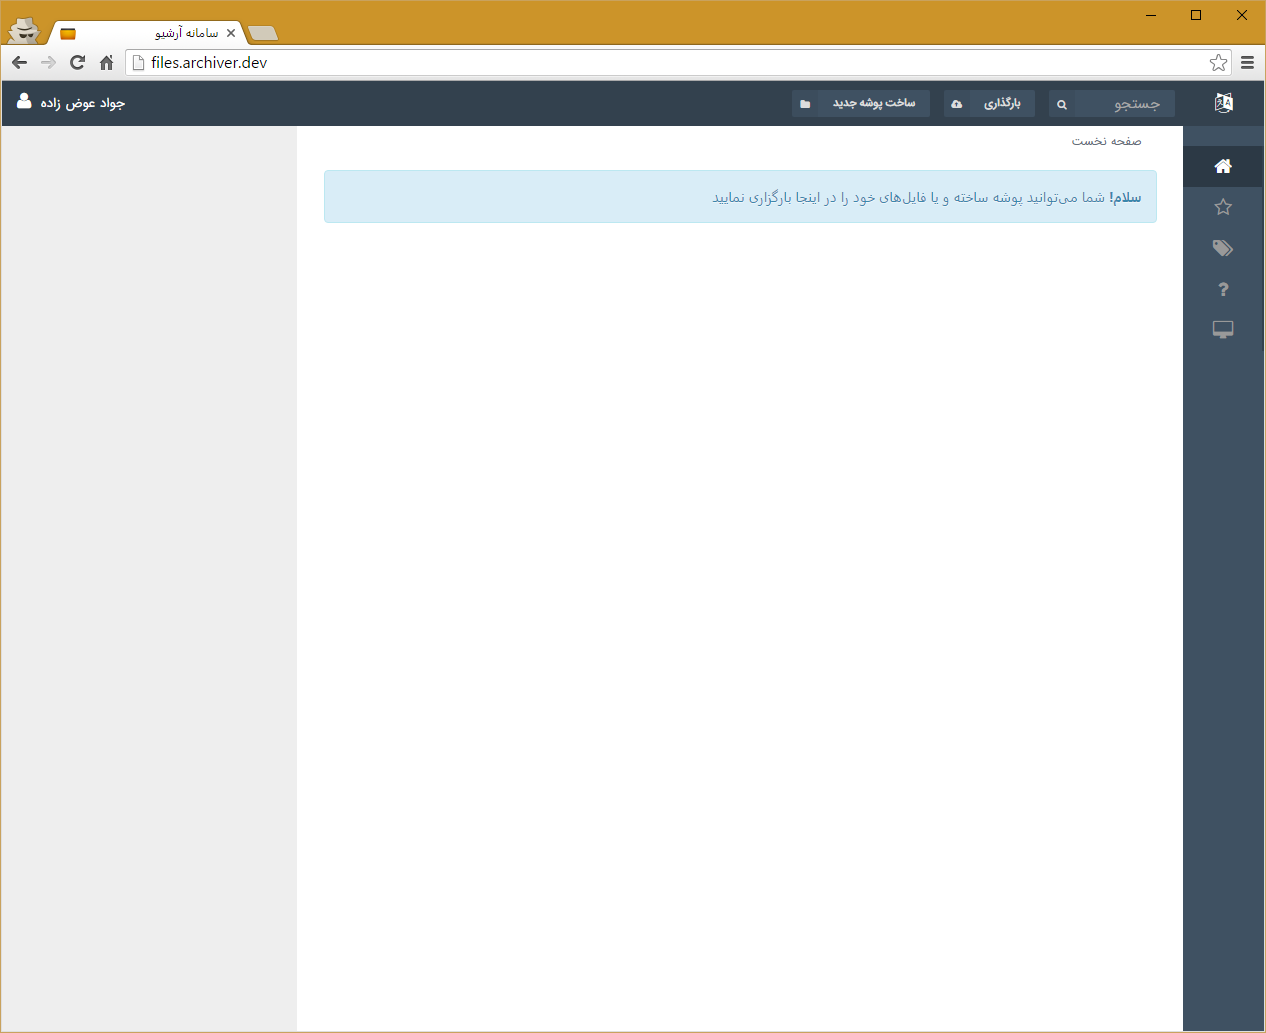 سامانه آرشیو
files.archiver.dev
جستجو
بارگذاری
ساخت پوشه جدید
جواد عوض زاده
صفحه نخست
سلام! شما می‌توانید پوشه ساخته و یا فایل‌های خود را در اینجا بارگزاری نمایید